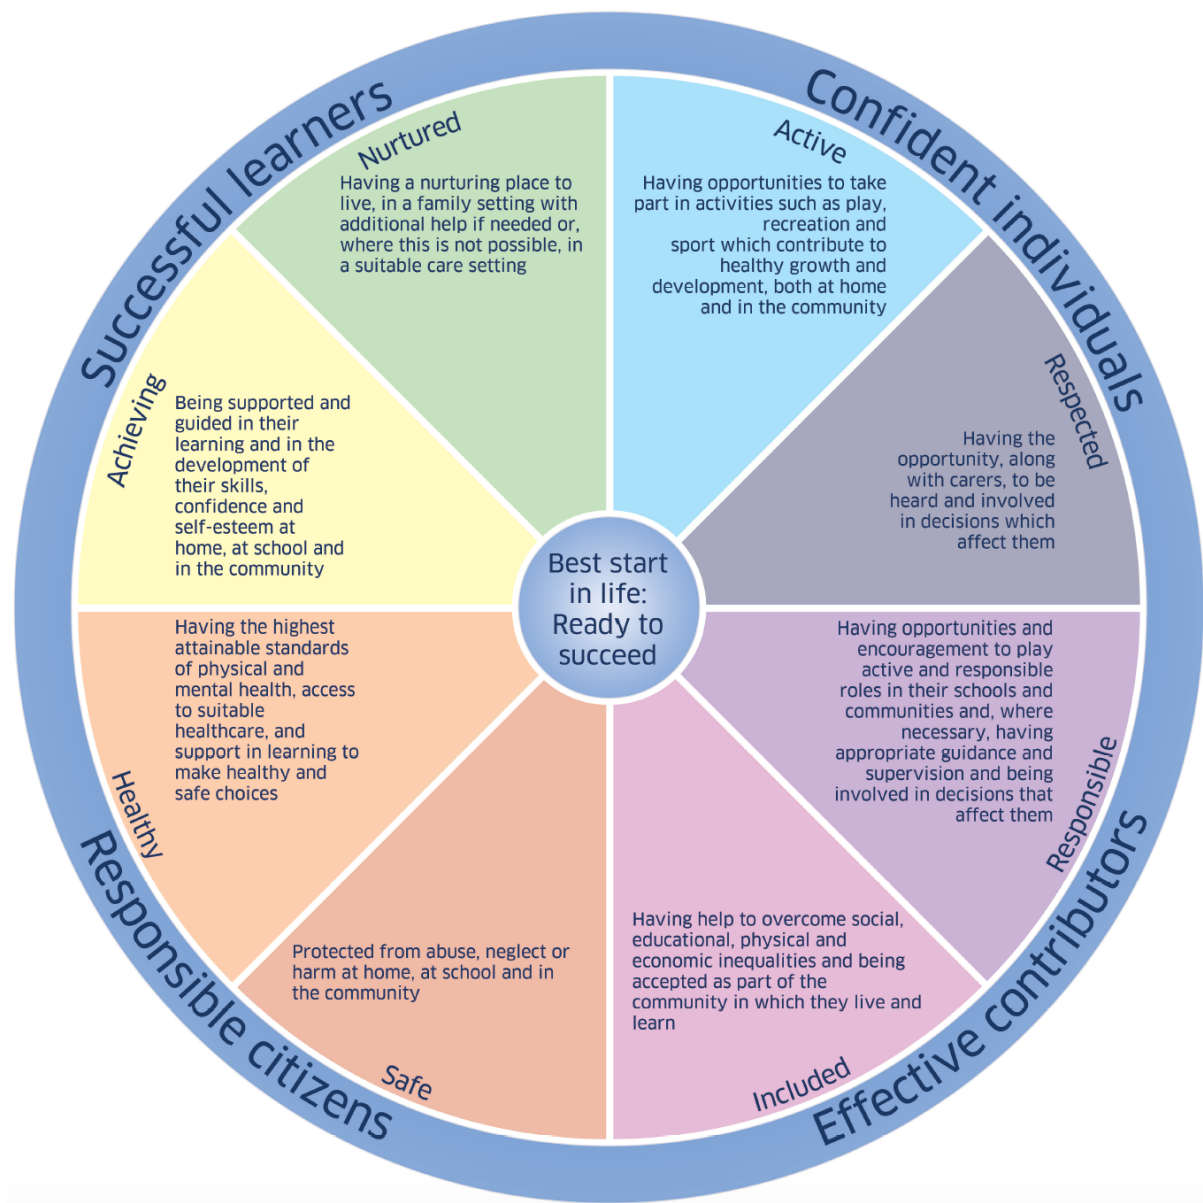 Successful learners
Confident individuals
Nurtured
Having a nurturing place to
live, in a family setting with
additional help if needed or,
where this is not possible, in
a suitable care setting
Active
Having opportunities to take
part in activities such as play,
recreation and
sport which contribute to
healthy growth and
development, both at home
and in the community
Achieving
Being supported and
guided in their
learning and in the
development of
their skills,
confidence and
self-esteem at
home, at school and
in the community
Respected
Having the
opportunity, along
with carers, to be
heard and involved
in decisions which
affect them
Best start
in life:
Ready to
succeed
Healthy
Having the highest
attainable standards
of physical and
mental health, access
to suitable
healthcare, and
support in learning to
make healthy and
safe choices
Responsible
Having opportunities and
encouragement to play
active and responsible
roles in their schools and
communities and, where
necessary, having
appropriate guidance and
supervision and being
involved in decisions that
affect them
Protected from abuse, neglect or
harm at home, at school and in
the community
Safe
Having help to overcome social,
educational, physical and
economic inequalities and being
accepted as part of the
community in which they live and
learn
Included
Responsible citizens
Effective contributors